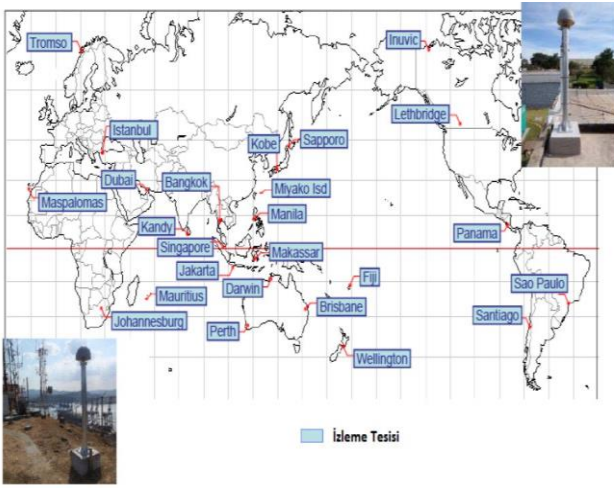 Tromso
Inuvic
Lethbridge
Istanbul
Kobe
Sapporo
Dubai
Bangkok
Miyako Isd
Maspalomas
Manila
Kandy
Panama
Singapore
Makassar
Jakarta
Fiji
Sao Paulo
Darwin
Mauritius
Brisbane
Santiago
Johannesburg
Perth
Wellington
İzleme Tesisi